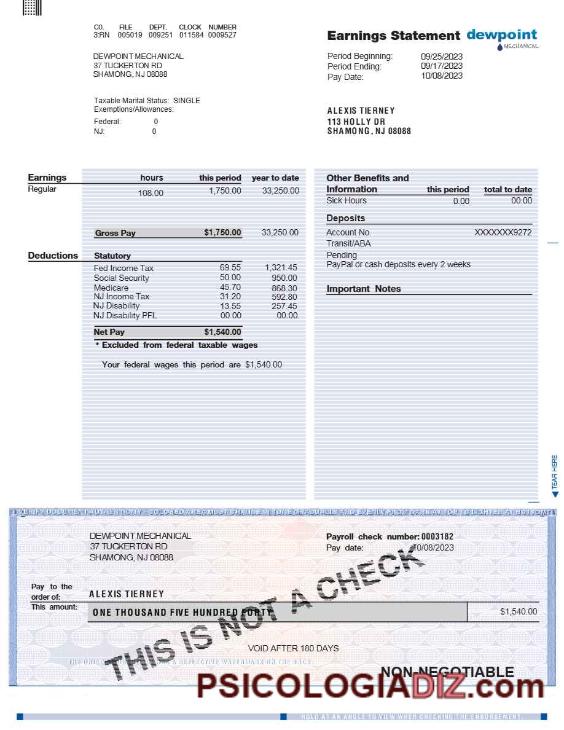 CO. FILE DEPT. CLOCK NUMBER
3:RN 005019 009251 011584 0009527
Earnings Statement dewpoint
MECHANICAL
DEWPOINT MECHANICAL
37 TUCKERTON RD
SHAMONG, NJ 08088
Period Beginning: 09/25/2023
Period Ending: 09/17/2023
Pay Date: 10/08/2023
Taxable Marital Status: SINGLE
Exemptions/Allowances:
Federal: 0
NJ: 0
ALEXIS TIERNEY
113 HOLLY DR
SHAMONG, NJ 08088
Earnings hours this period year to date
Regular 108.00 1,750.00 33,250.00
Gross Pay $1,750.00 33,250.00
Deductions Statutory
Fed Income Tax 69.55 1,321.45
Social Security 50.00 950.00
Medicare 45.70 868.30
NJ Income Tax 31.20 592.80
NJ Disability 13.55 257.45
NJ Disability PFL 00.00 00.00
Net Pay $1,540.00
* Excluded from federal taxable wages
Your federal wages this period are $1,540.00
Other Benefits and
Information this period total to date
Sick Hours 0.00 00.00
Deposits
Account No XXXXXXX9272
Transit/ABA
Pending
PayPal or cash deposits every 2 weeks
Important Notes
TEAR HERE
DEWPOINT MECHANICAL
37 TUCKERTON RD
SHAMONG, NJ 08088
Payroll check number: 0003182
Pay date: 10/08/2023
Pay to the
order of: ALEXIS TIERNEY
This amount: ONE THOUSAND FIVE HUNDRED FORTY $1,540.00
THIS IS NOT A CHECK
VOID AFTER 180 DAYS
NON-NEGOTIABLE
PSICOLOGIADIZ.com
HOLD AT AN ANGLE TO VIEW WHEN CHECKING THE ENDORSEMENT.